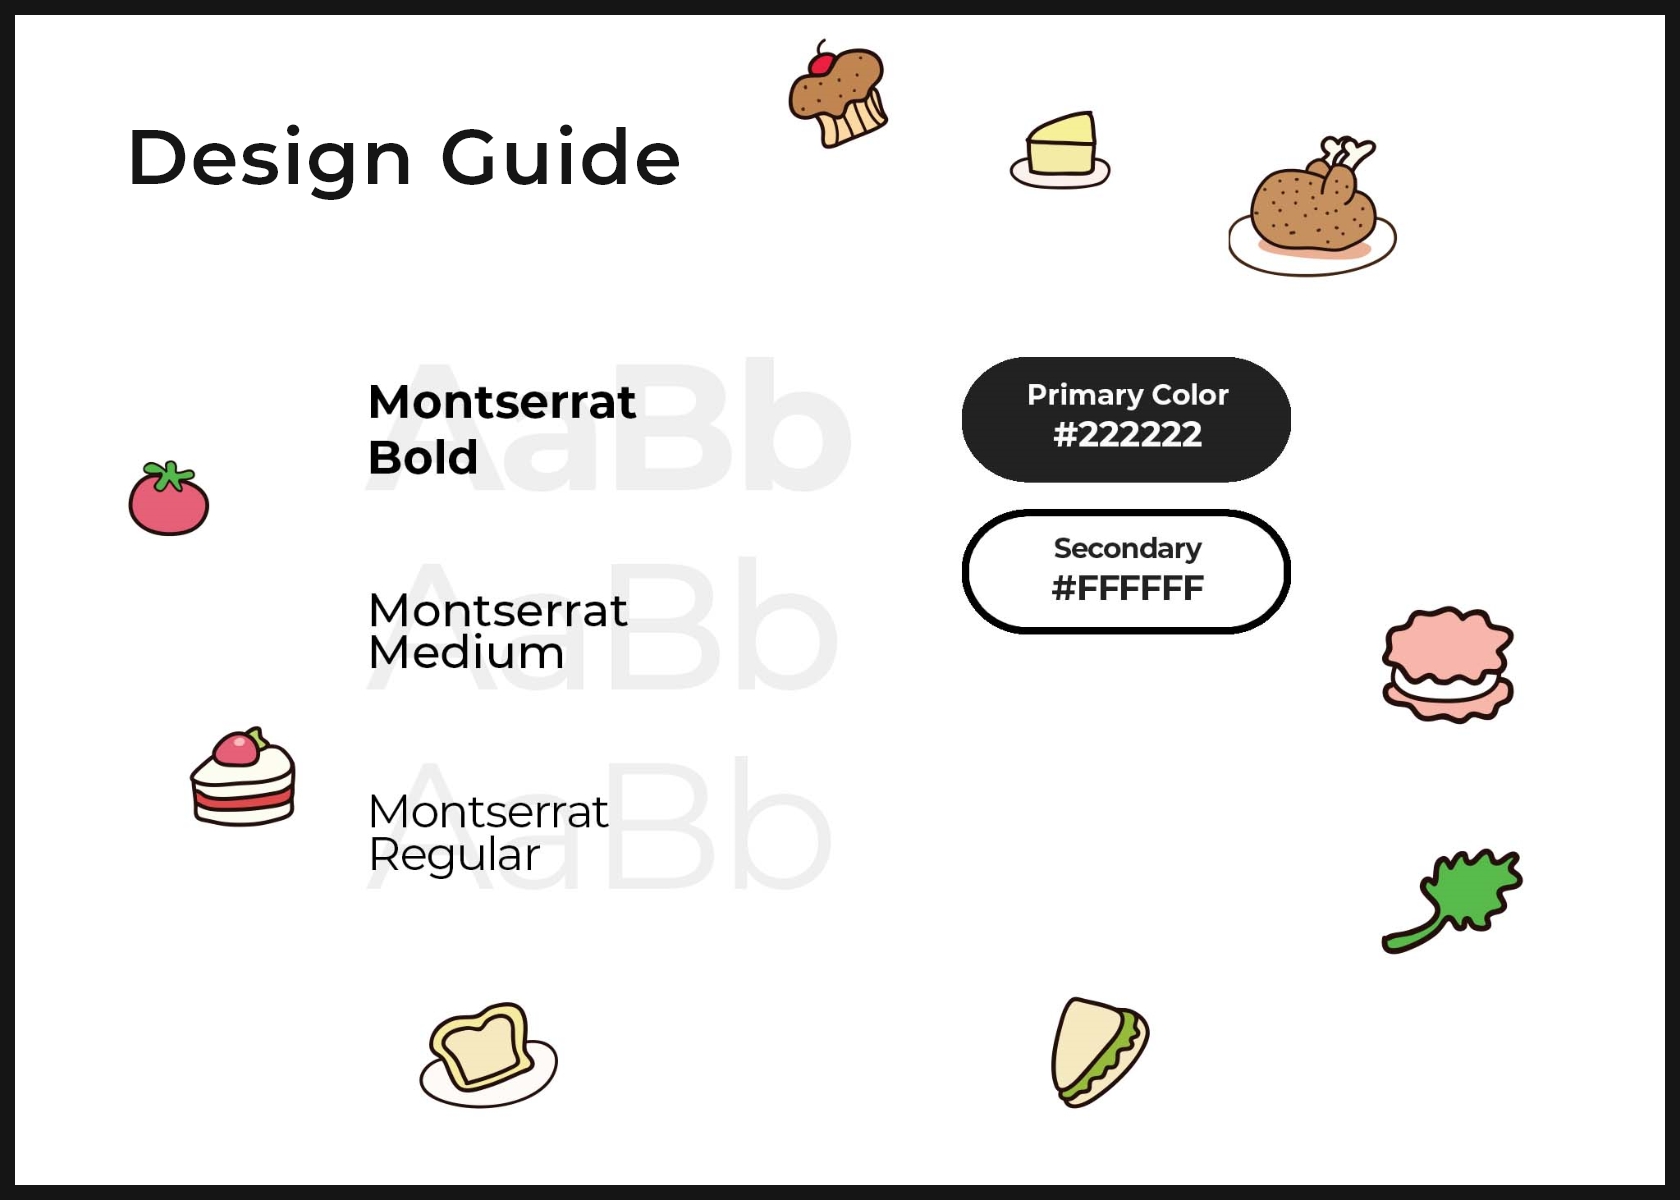 Design Guide
AaBb
Montserrat
Bold
AaBb
Montserrat
Medium
AaBb
Montserrat
Regular
Primary Color
#222222
Secondary
#FFFFFF